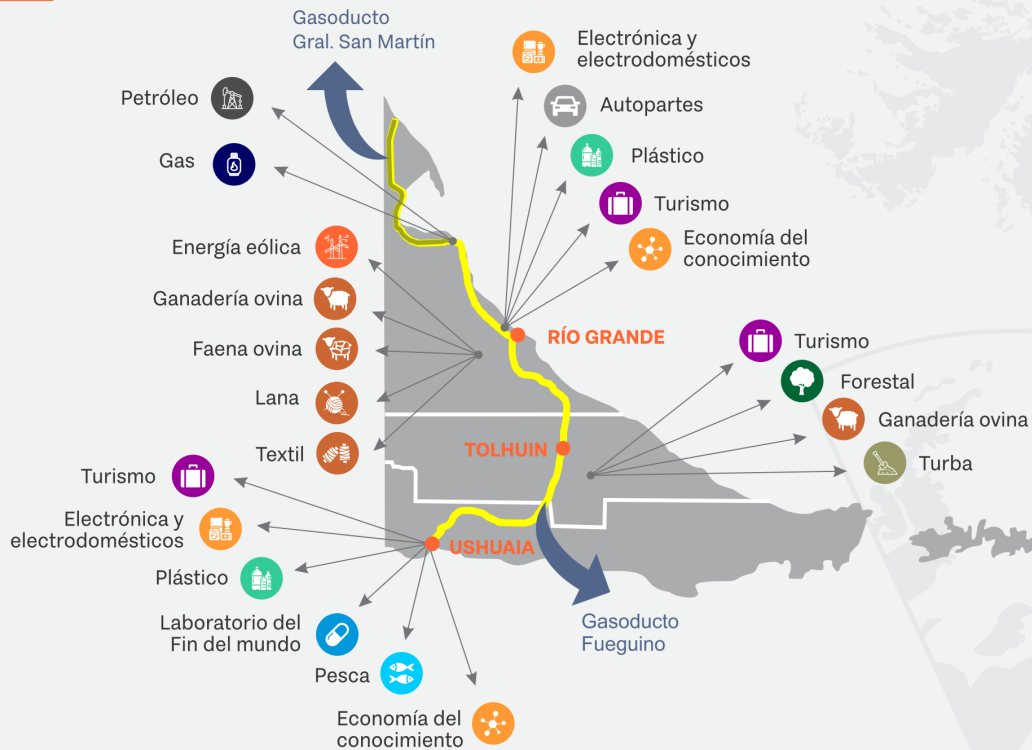 Gasoducto
Gral. San Martín
Electrónica y
electrodomésticos
Petróleo
Autopartes
Gas
Plástico
Turismo
Energía eólica
Economía del
conocimiento
Ganadería ovina
RÍO GRANDE
Turismo
Faena ovina
Forestal
Lana
Ganadería ovina
TOLHUIN
Textil
Turba
Turismo
Electrónica y
electrodomésticos
USHUAIA
Plástico
Laboratorio del
Fin del mundo
Gasoducto
Fueguino
Pesca
Economía del
conocimiento